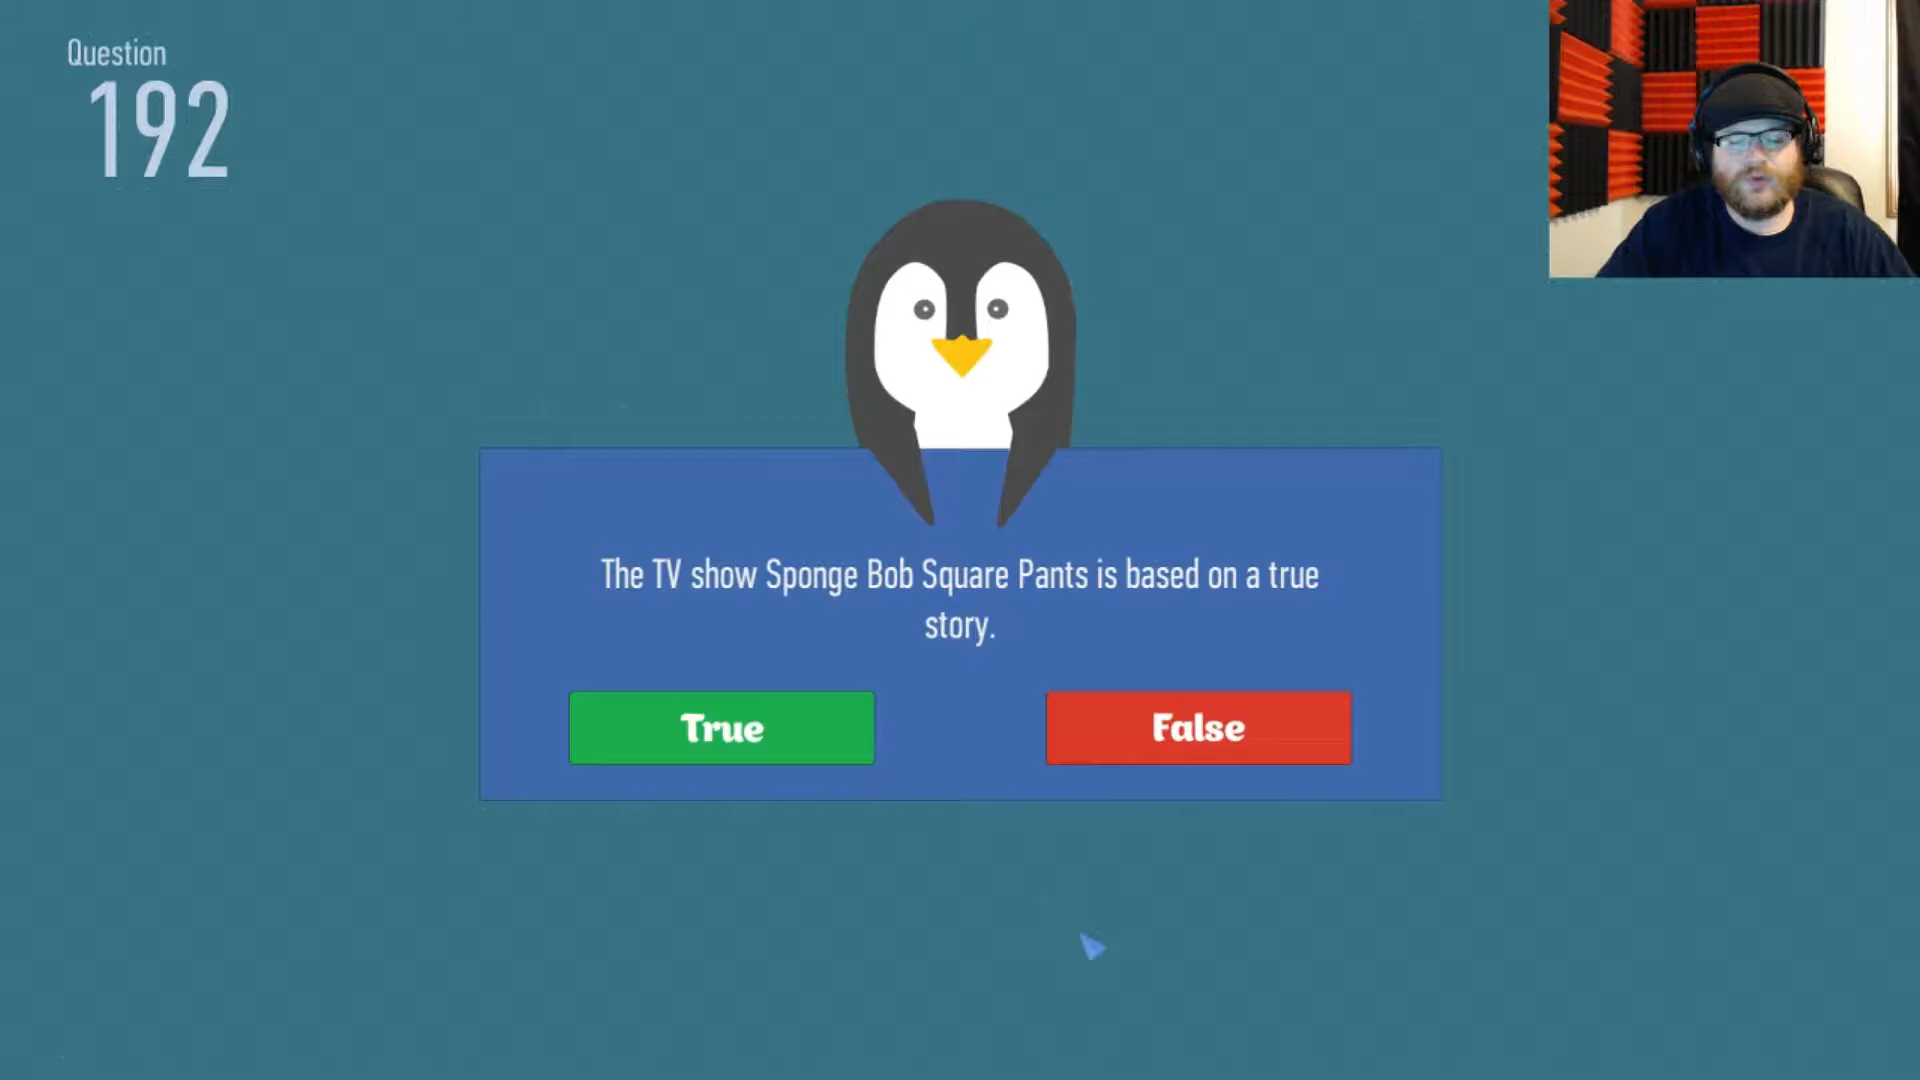 Question
192
The TV show Sponge Bob Square Pants is based on a true
story.
True
False